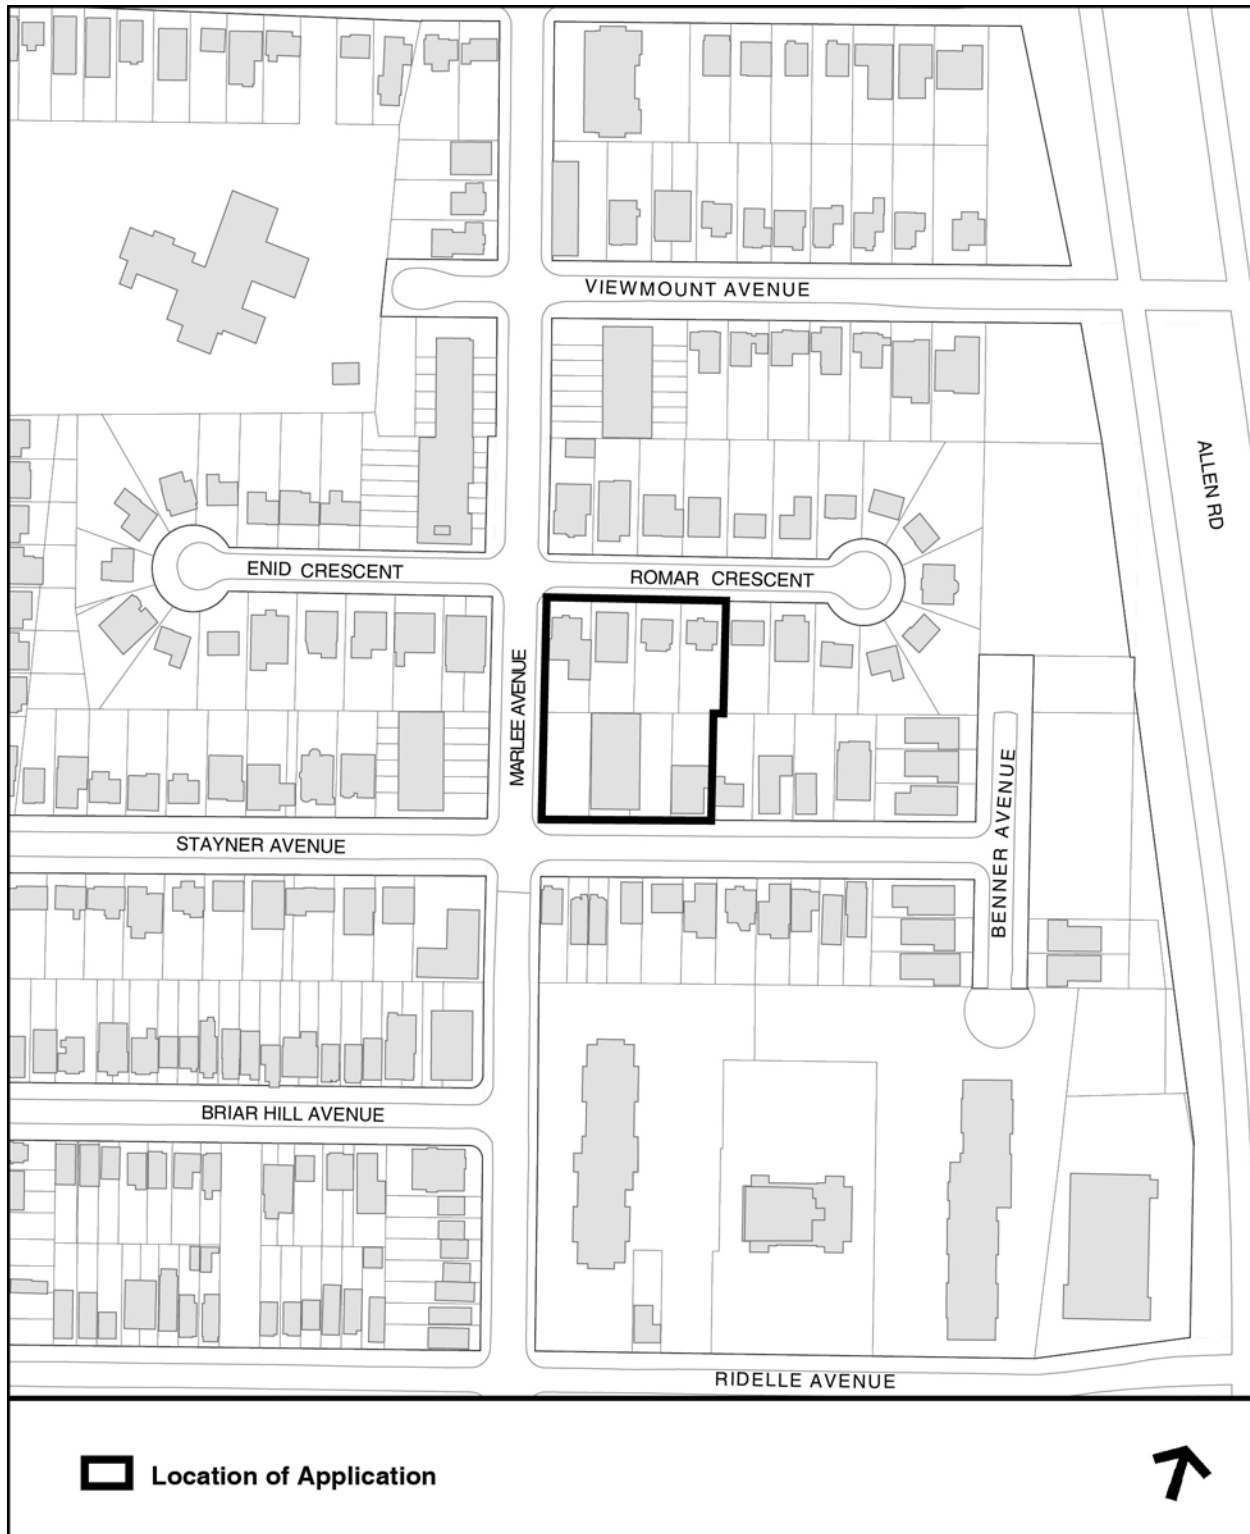 VIEWMOUNT AVENUE
ALLEN RD
ENID CRESCENT
ROMAR CRESCENT
MARLEE AVENUE
BENNER AVENUE
STAYNER AVENUE
BRIAR HILL AVENUE
RIDELLE AVENUE
Location of Application